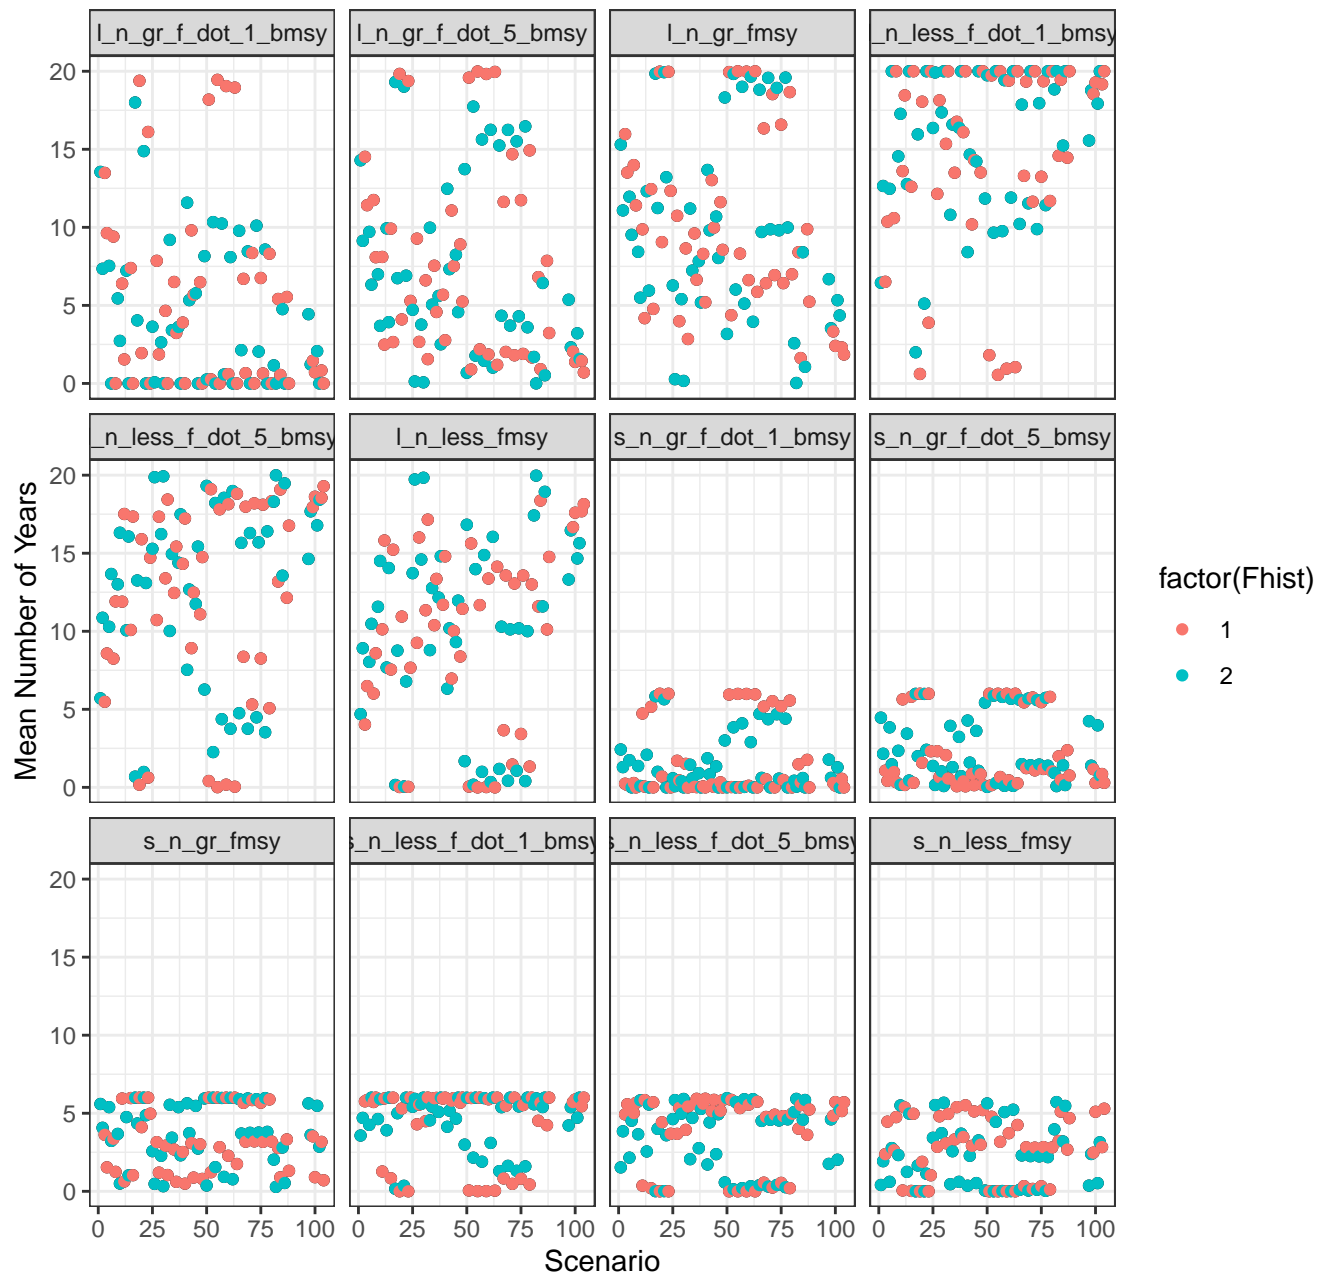 l_n_gr_f_dot_1_bmsy
l_n_gr_f_dot_5_bmsy
l_n_gr_fmsy
_n_less_f_dot_1_bmsy
20
15
10
5
0
_n_less_f_dot_5_bmsy
l_n_less_fmsy
s_n_gr_f_dot_1_bmsy
s_n_gr_f_dot_5_bmsy
20
15
10
5
0
s_n_gr_fmsy
s_n_less_f_dot_1_bmsy
s_n_less_f_dot_5_bmsy
s_n_less_fmsy
20
15
10
5
0
0 25 50 75 100
0 25 50 75 100
0 25 50 75 100
0 25 50 75 100
Scenario
Mean Number of Years
factor(Fhist)
1
2